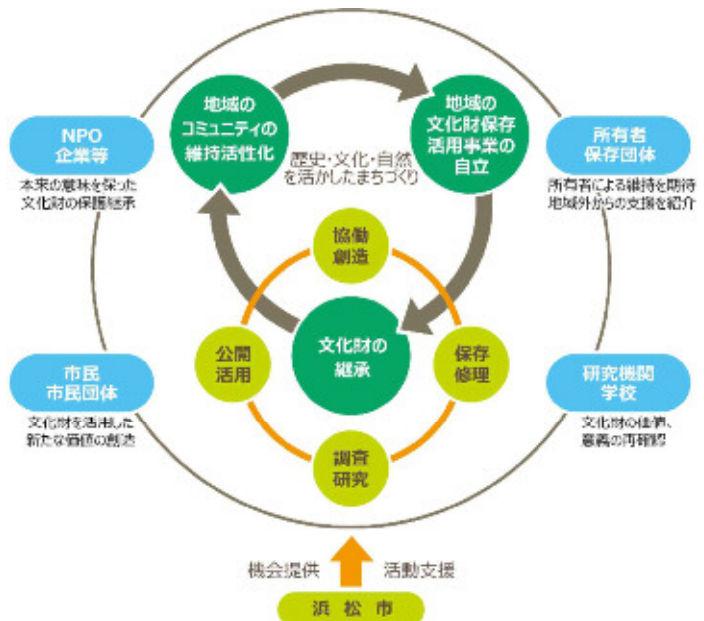 地域の
コミュニティの
維持活性化
地域の
文化財保存
活用事業の
自立
NPO
企業等
本来の意味を保った
文化財の保護継承
歴史・文化・自然
を活かしたまちづくり
所有者
保存団体
所有者による維持を期待
地域外からの支援を紹介
協働
創造
公開
活用
文化財の
継承
保存
修理
市民
市民団体
文化財を活用した
新たな価値の創造
研究機関
学校
文化財の価値、
意義の再確認
調査
研究
機会提供
活動支援
浜松市